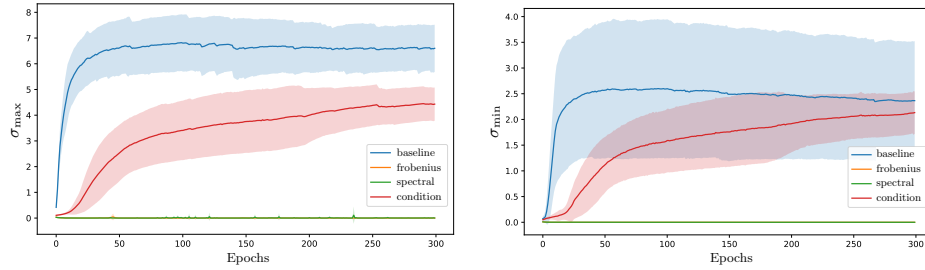 8
7
6
5
4
3
2
1
0
σmax
0
50
100
150
200
250
300
Epochs
baseline
frobenius
spectral
condition
4.0
3.5
3.0
2.5
2.0
1.5
1.0
0.5
0.0
σmin
0
50
100
150
200
250
300
Epochs
baseline
frobenius
spectral
condition